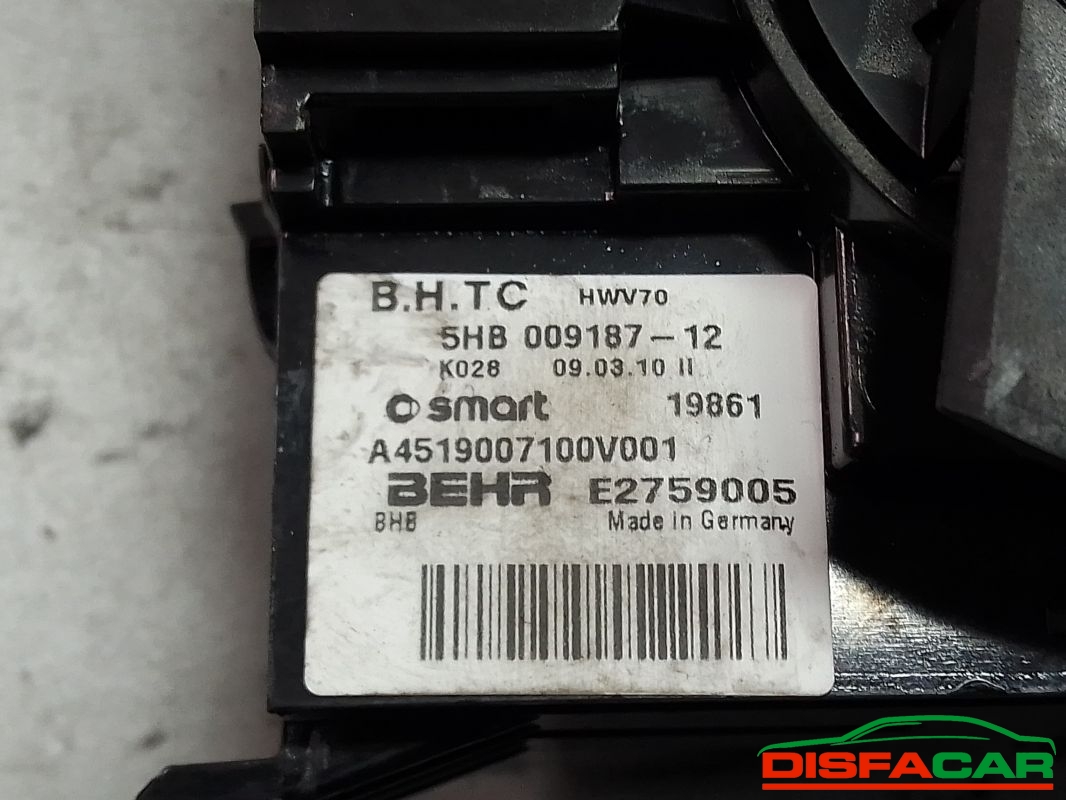 B.H.TC HWV70
5HB 009187-12
K028 09.03.10 II
smart 19861
A4519007100V001
BEHR E2759005
BHB Made in Germany
DISFACAR